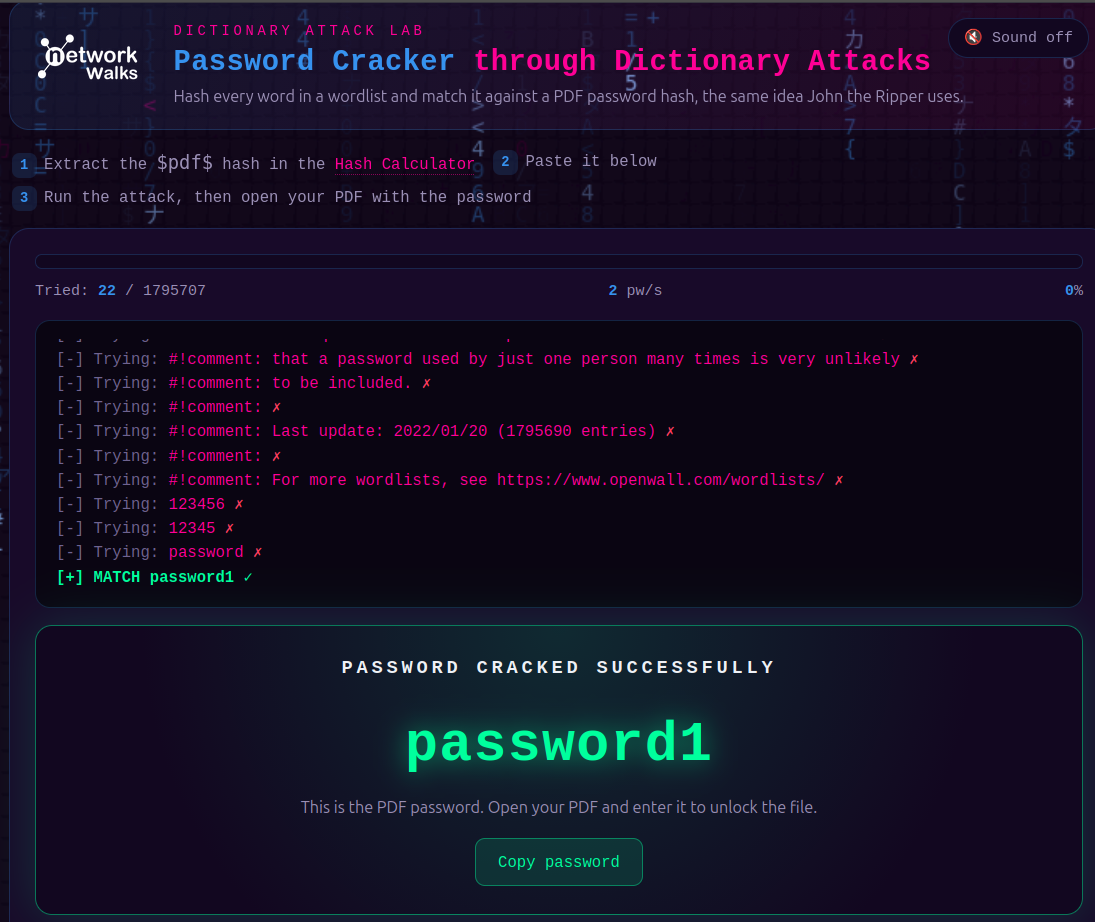 DICTIONARY ATTACK LAB
network
Walks
Password Cracker through Dictionary Attacks
🔇 Sound off
Hash every word in a wordlist and match it against a PDF password hash, the same idea John the Ripper uses.
1 Extract the $pdf$ hash in the Hash Calculator
2 Paste it below
3 Run the attack, then open your PDF with the password
Tried: 22 / 1795707
2 pw/s
0%
[-] Trying: #!comment: that a password used by just one person many times is very unlikely ✗
[-] Trying: #!comment: to be included. ✗
[-] Trying: #!comment: ✗
[-] Trying: #!comment: Last update: 2022/01/20 (1795690 entries) ✗
[-] Trying: #!comment: ✗
[-] Trying: #!comment: For more wordlists, see https://www.openwall.com/wordlists/ ✗
[-] Trying: 123456 ✗
[-] Trying: 12345 ✗
[-] Trying: password ✗
[+] MATCH password1 ✓
PASSWORD CRACKED SUCCESSFULLY
password1
This is the PDF password. Open your PDF and enter it to unlock the file.
Copy password